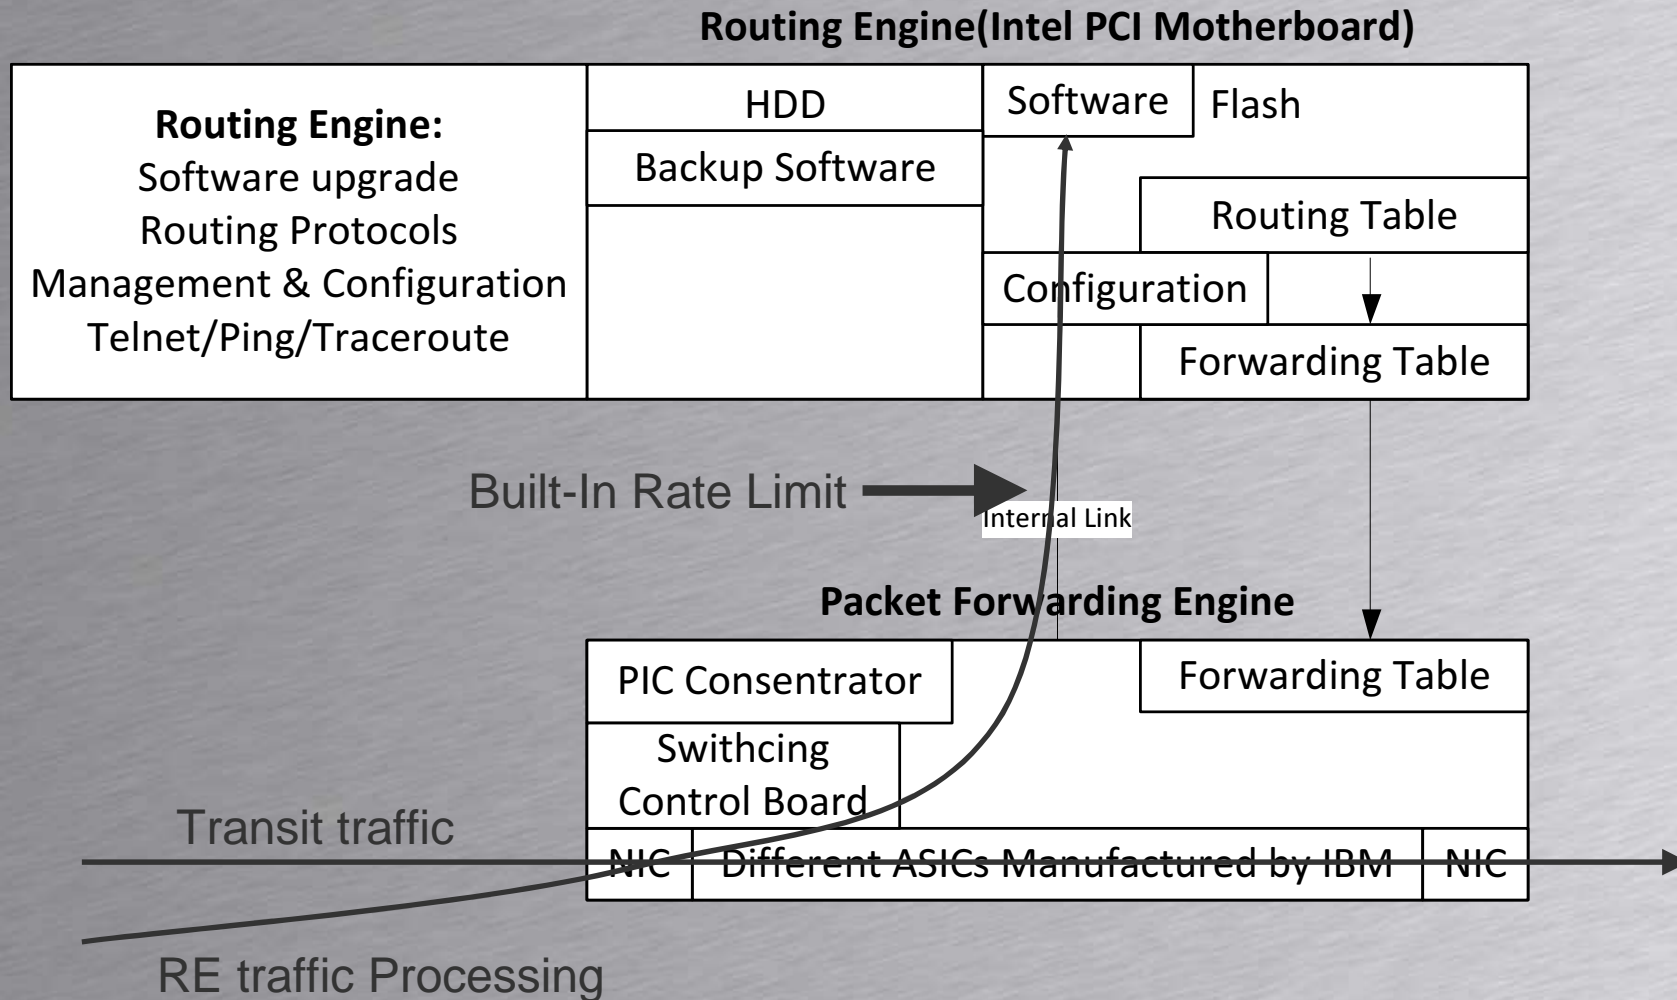 Routing Engine(Intel PCI Motherboard)
Routing Engine:
Software upgrade
Routing Protocols
Management & Configuration
Telnet/Ping/Traceroute
HDD
Backup Software
Software
Flash
Routing Table
Configuration
Forwarding Table
Built-In Rate Limit
Internal Link
Packet Forwarding Engine
PIC Consentrator
Forwarding Table
Swithcing
Control Board
Transit traffic
NIC
Different ASICs Manufactured by IBM
NIC
RE traffic Processing